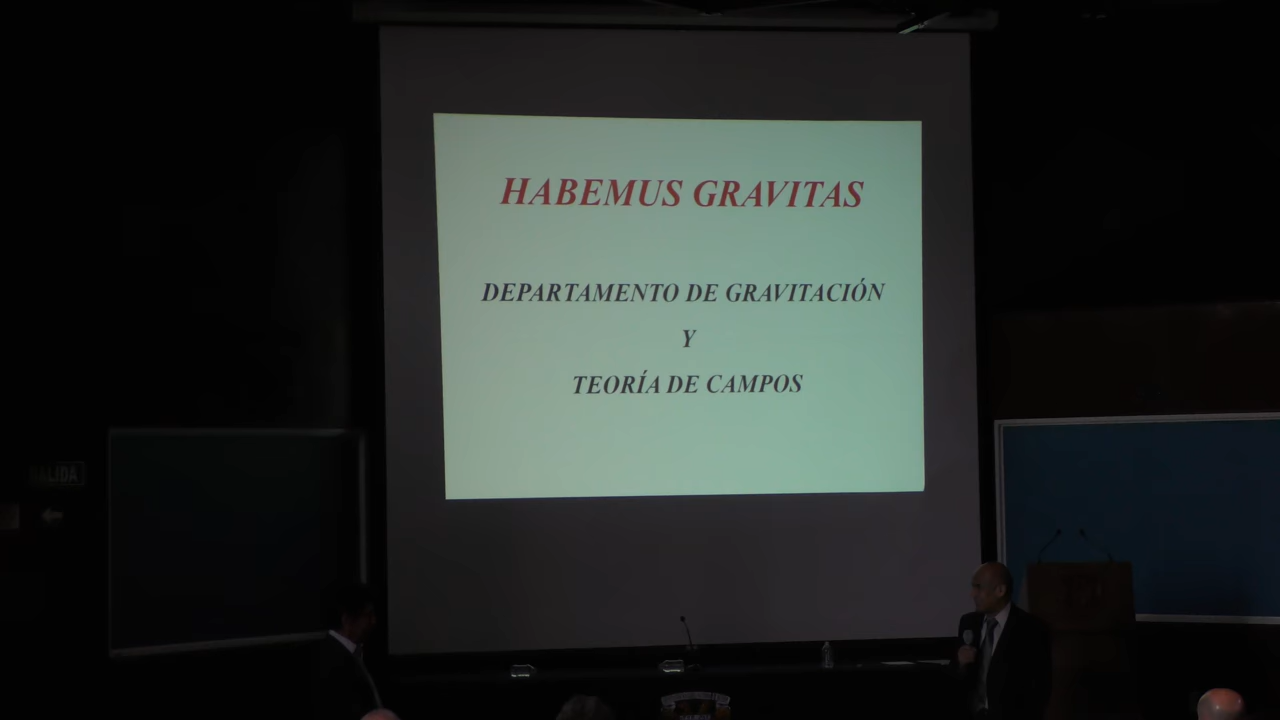 HABEMUS GRAVITAS
DEPARTAMENTO DE GRAVITACIÓN
Y
TEORÍA DE CAMPOS
SALIDA